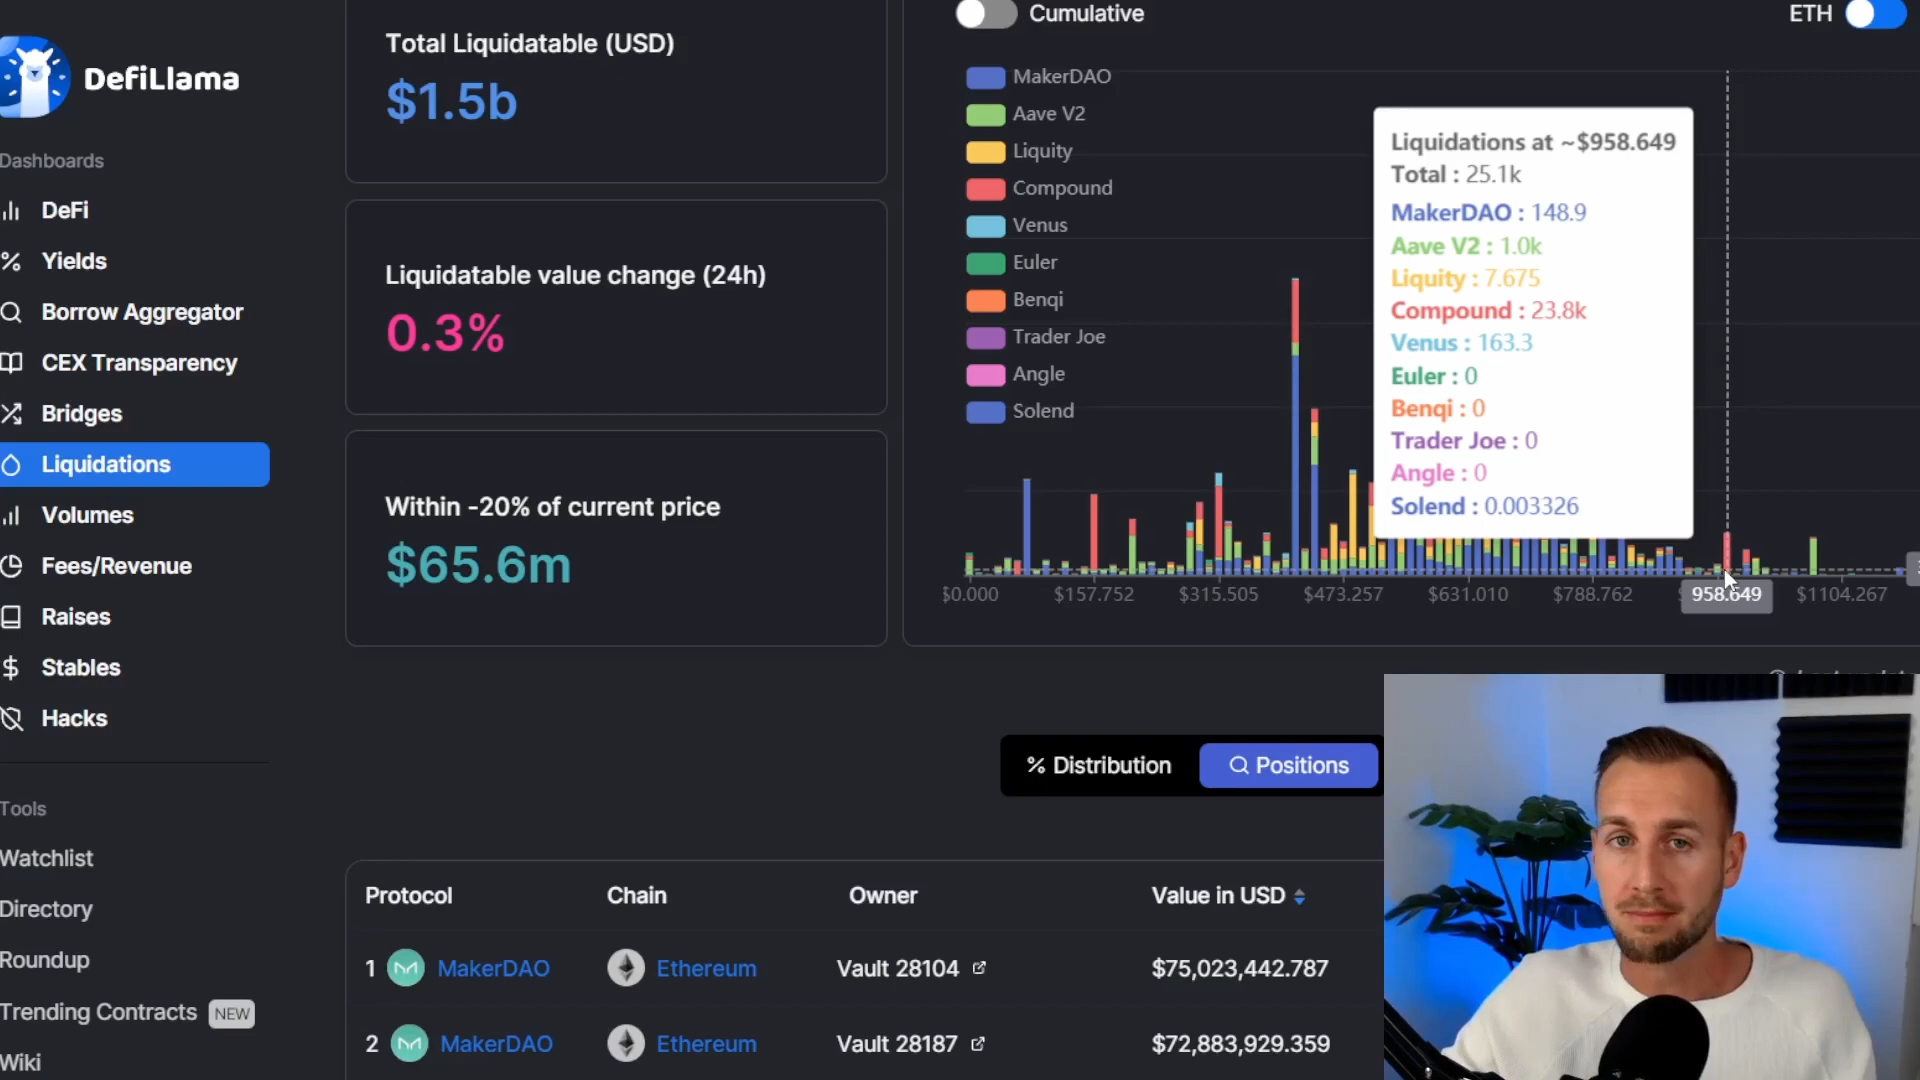 DefiLlama
Dashboards
DeFi
Yields
Borrow Aggregator
CEX Transparency
Bridges
Liquidations
Volumes
Fees/Revenue
Raises
Stables
Hacks
Tools
Watchlist
Directory
Roundup
Trending Contracts NEW
Wiki
Total Liquidatable (USD)
$1.5b
Liquidatable value change (24h)
0.3%
Within -20% of current price
$65.6m
Cumulative
ETH
MakerDAO
Aave V2
Liquity
Compound
Venus
Euler
Benqi
Trader Joe
Angle
Solend
Liquidations at ~$958.649
Total : 25.1k
MakerDAO : 148.9
Aave V2 : 1.0k
Liquity : 7.675
Compound : 23.8k
Venus : 163.3
Euler : 0
Benqi : 0
Trader Joe : 0
Angle : 0
Solend : 0.003326
$0.000 $157.752 $315.505 $473.257 $631.010 $788.762 958.649 $1104.267
% Distribution
Positions
Protocol Chain Owner Value in USD
1 MakerDAO Ethereum Vault 28104 $75,023,442.787
2 MakerDAO Ethereum Vault 28187 $72,883,929.359